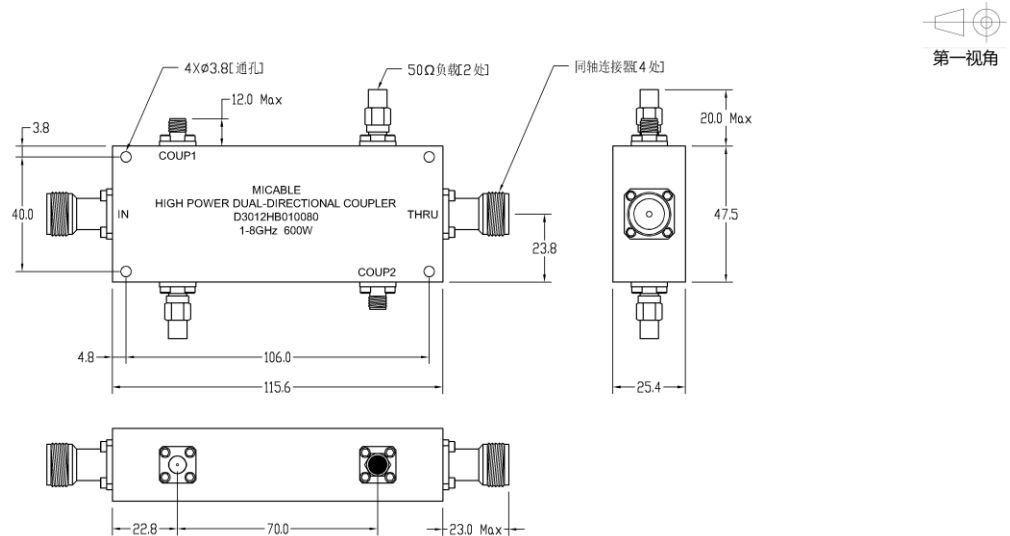 第一视角
4XØ3.8[通孔]
50Ω负载[2处]
同轴连接器[4处]
12.0 Max
20.0 Max
3.8
COUP1
MICABLE
HIGH POWER DUAL-DIRECTIONAL COUPLER
D3012HB010080
1-8GHz 600W
IN
THRU
40.0
47.5
23.8
COUP2
4.8
106.0
115.6
25.4
22.8
70.0
23.0 Max